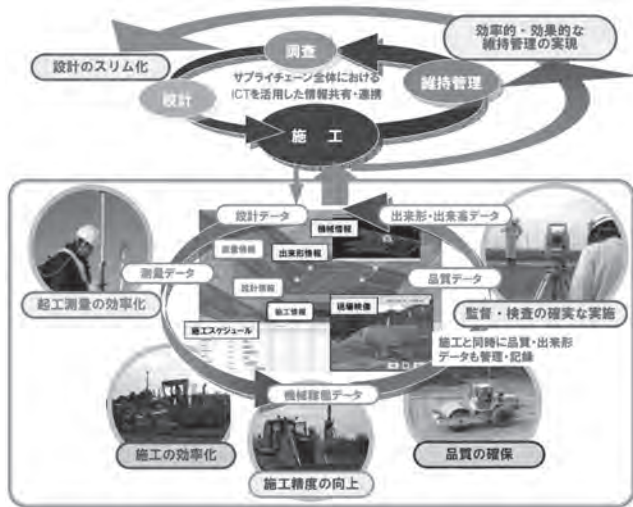 調査
効率的・効果的な
維持管理の実現
設計のスリム化
サプライチェーン全体における
ICTを活用した情報共有・連携
維持管理
設計
施 工
設計データ
機械情報
出来形・出来高データ
測量情報
出来形情報
測量データ
品質データ
設計情報
起工測量の効率化
施工情報
現場映像
監督・検査の確実な実施
施工スケジュール
施工と同時に品質・出来形
データも管理・記録
機械稼働データ
施工の効率化
品質の確保
施工精度の向上